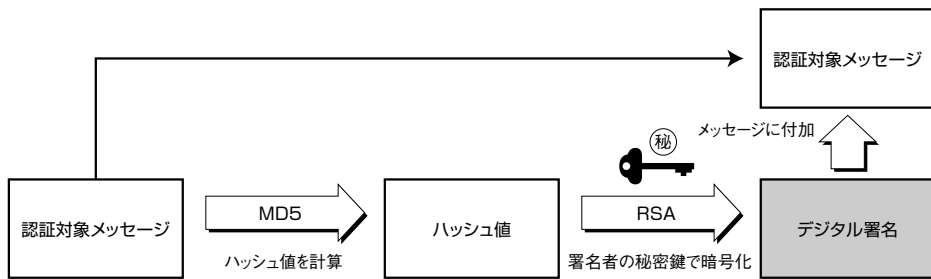 認証対象メッセージ
メッセージに付加
秘
認証対象メッセージ
MD5
ハッシュ値
RSA
デジタル署名
ハッシュ値を計算
署名者の秘密鍵で暗号化